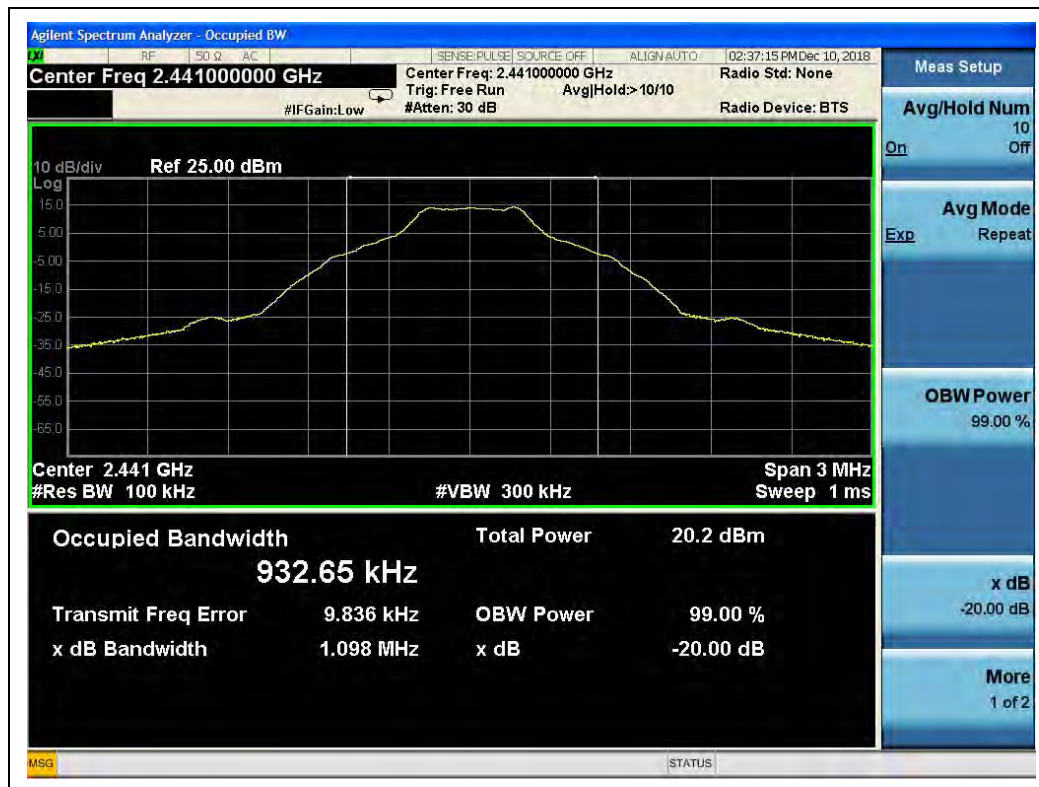 Agilent Spectrum Analyzer - Occupied BW
LXI RF 50 Ω AC SENSE:PULSE SOURCE OFF ALIGN AUTO 02:37:15 PM Dec 10, 2018
Center Freq 2.441000000 GHz
Center Freq: 2.441000000 GHz
Radio Std: None
Trig: Free Run Avg|Hold:>10/10
#IFGain:Low
#Atten: 30 dB
Radio Device: BTS
10 dB/div Ref 25.00 dBm
Log
15.0
5.00
-5.00
-15.0
-25.0
-35.0
-45.0
-55.0
-65.0
Center 2.441 GHz
Span 3 MHz
#Res BW 100 kHz
#VBW 300 kHz
Sweep 1 ms
Occupied Bandwidth
Total Power 20.2 dBm
932.65 kHz
Transmit Freq Error 9.836 kHz
OBW Power 99.00 %
x dB Bandwidth 1.098 MHz
x dB -20.00 dB
MSG
STATUS
Meas Setup
Avg/Hold Num
10
On Off
Avg Mode
Exp Repeat
OBW Power
99.00 %
x dB
-20.00 dB
More
1 of 2